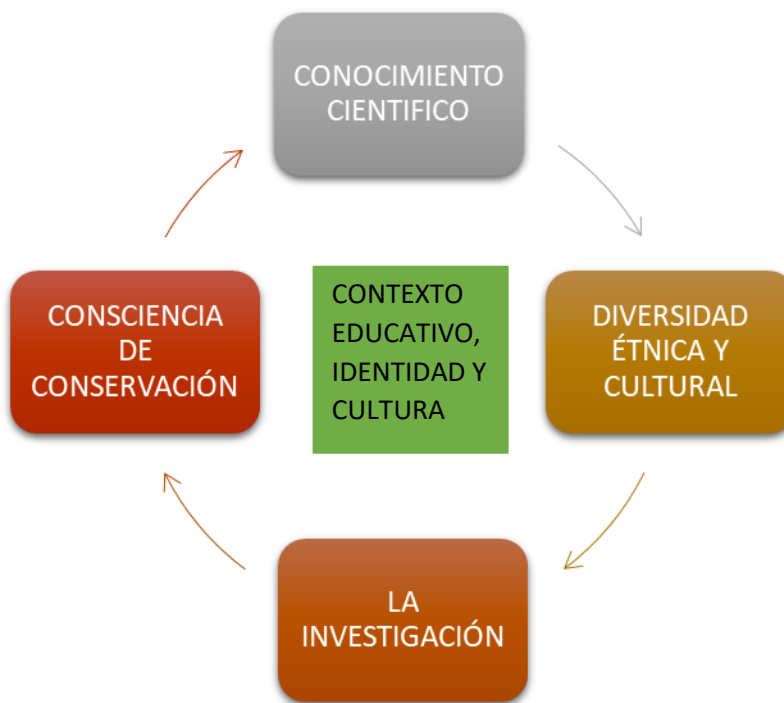 CONOCIMIENTO
CIENTIFICO
CONSCIENCIA
DE
CONSERVACIÓN
CONTEXTO
EDUCATIVO,
IDENTIDAD Y
CULTURA
DIVERSIDAD
ÉTNICA Y
CULTURAL
LA
INVESTIGACIÓN